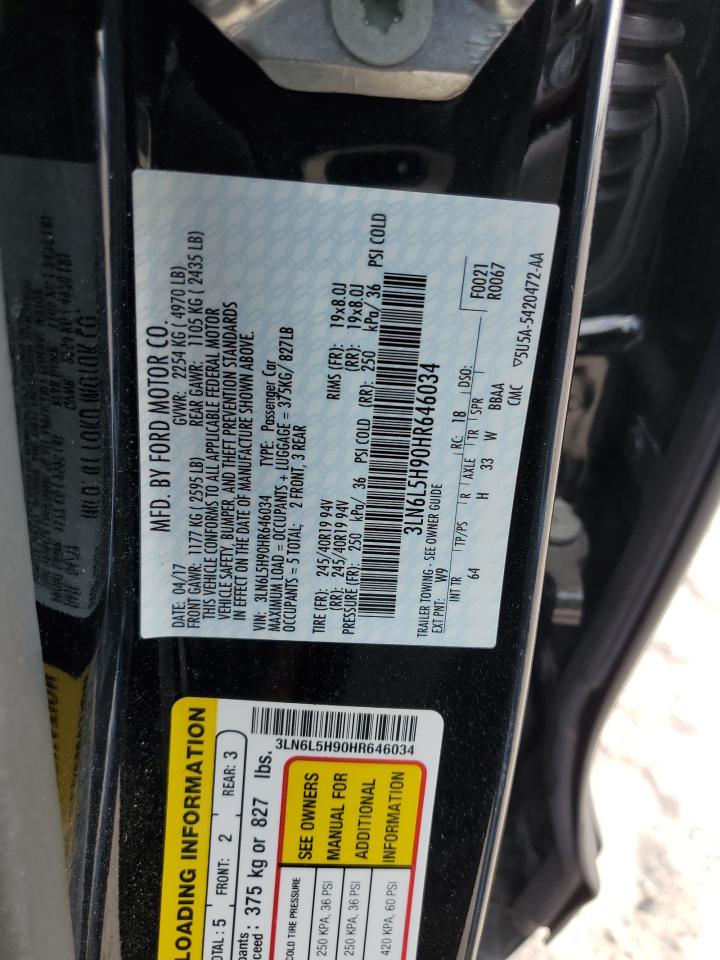 MFD. BY FORD MOTOR CO.
DATE: 04/17 GVWR: 2254 KG ( 4970 LB)
FRONT GAWR: 1177 KG ( 2595 LB) REAR GAWR: 1105 KG ( 2435 LB)
THIS VEHICLE CONFORMS TO ALL APPLICABLE FEDERAL MOTOR
VEHICLE SAFETY, BUMPER, AND THEFT PREVENTION STANDARDS
IN EFFECT ON THE DATE OF MANUFACTURE SHOWN ABOVE.
VIN: 3LN6L5H90HR646034 TYPE: Passenger Car
MAXIMUM LOAD = OCCUPANTS + LUGGAGE = 375KG/ 827LB
OCCUPANTS = 5 TOTAL; 2 FRONT, 3 REAR
TIRE (FR): 245/40R19 94V RIMS (FR): 19x8.0J
(RR): 245/40R19 94V (RR): 19x8.0J
PRESSURE (FR): 250 kPa/ 36 PSI COLD (RR): 250 kPa/ 36 PSI COLD
3LN6L5H90HR646034
TRAILER TOWING - SEE OWNER GUIDE
EXT PNT: W9 RC: 18 DSO: F0021
R0067
INT TR TP/PS R AXLE TR SPR
64 H 33 W BBAA
CMC ▽5U5A-5420472-AA
LOADING INFORMATION
OTAL: 5 FRONT: 2 REAR: 3
pants
xceed : 375 kg or 827 lbs.
3LN6L5H90HR646034
COLD TIRE PRESSURE
250 KPA, 36 PSI
250 KPA, 36 PSI
420 KPA, 60 PSI
SEE OWNERS
MANUAL FOR
ADDITIONAL
INFORMATION